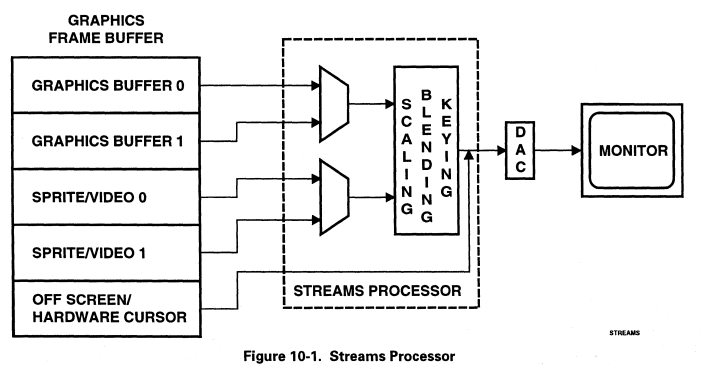 GRAPHICS
FRAME BUFFER
GRAPHICS BUFFER 0
GRAPHICS BUFFER 1
SPRITE/VIDEO 0
SPRITE/VIDEO 1
OFF SCREEN/
HARDWARE CURSOR
SCALING
BLENDING
KEYING
STREAMS PROCESSOR
DAC
MONITOR
STREAMS
Figure 10-1. Streams Processor